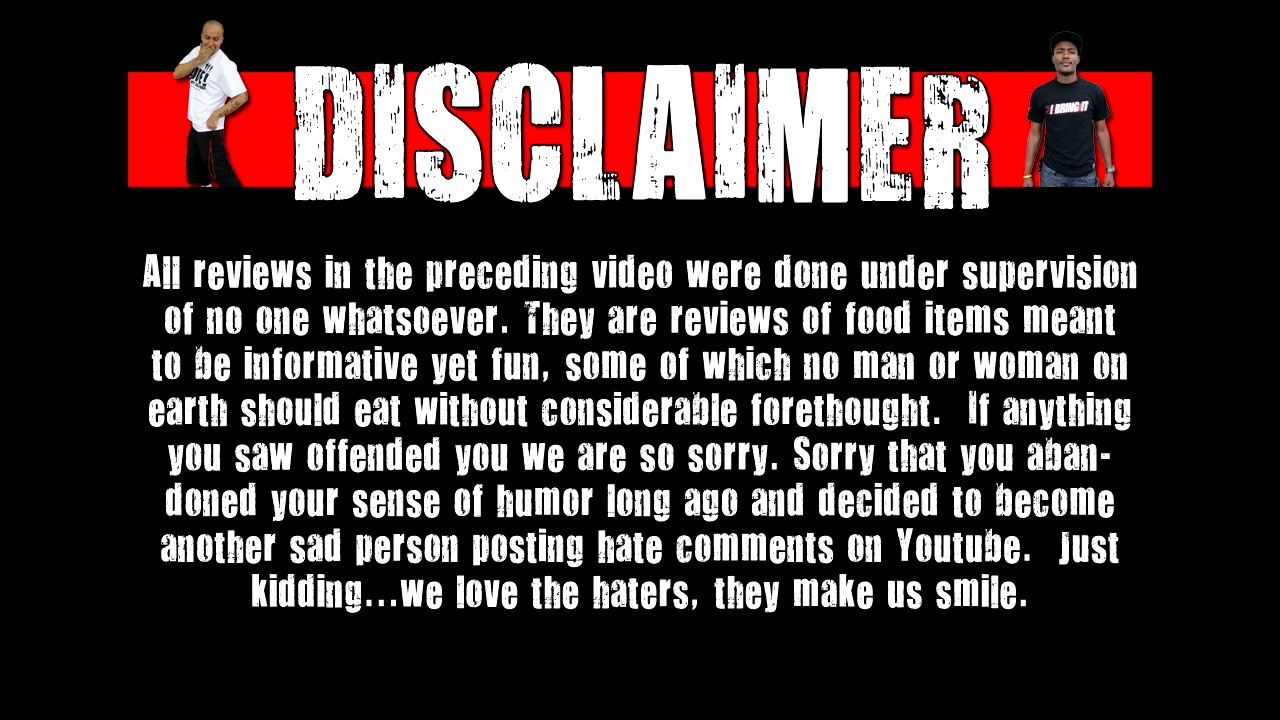 DISCLAIMER
I BRING IT
All reviews in the preceding video were done under supervision
of no one whatsoever. They are reviews of food items meant
to be informative yet fun, some of which no man or woman on
earth should eat without considerable forethought. If anything
you saw offended you we are so sorry. Sorry that you aban-
doned your sense of humor long ago and decided to become
another sad person posting hate comments on Youtube. Just
kidding...we love the haters, they make us smile.